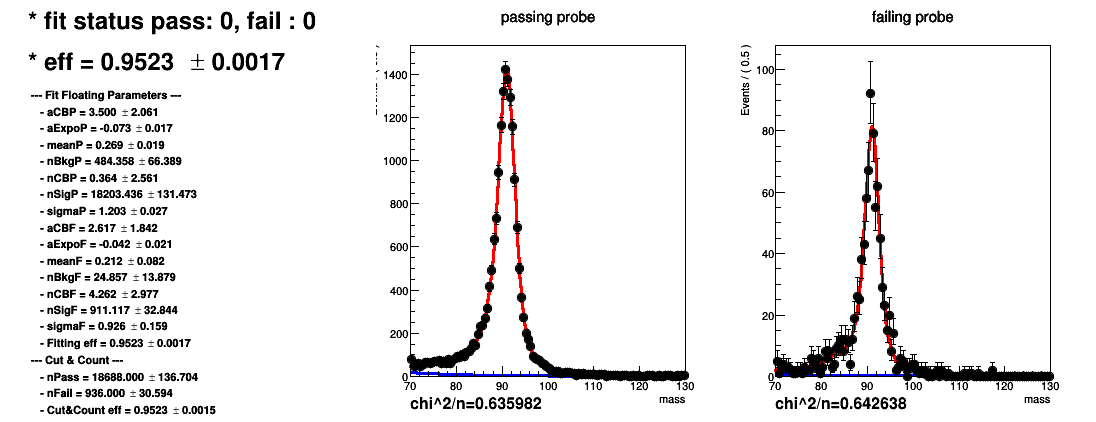 * fit status pass: 0, fail : 0
* eff = 0.9523 ± 0.0017
--- Fit Floating Parameters ---
- aCBP = 3.500 ± 2.061
- aExpoP = -0.073 ± 0.017
- meanP = 0.269 ± 0.019
- nBkgP = 484.358 ± 66.389
- nCBP = 0.364 ± 2.561
- nSigP = 18203.436 ± 131.473
- sigmaP = 1.203 ± 0.027
- aCBF = 2.617 ± 1.842
- aExpoF = -0.042 ± 0.021
- meanF = 0.212 ± 0.082
- nBkgF = 24.857 ± 13.879
- nCBF = 4.262 ± 2.977
- nSigF = 911.117 ± 32.844
- sigmaF = 0.926 ± 0.159
- Fitting eff = 0.9523 ± 0.0017
--- Cut & Count ---
- nPass = 18688.000 ± 136.704
- nFail = 936.000 ± 30.594
- Cut&Count eff = 0.9523 ± 0.0015
passing probe
1400
1200
1000
800
600
400
200
0
70 80 90 100 110 120 130
mass
chi^2/n=0.635982
failing probe
Events / ( 0.5 )
100
80
60
40
20
0
70 80 90 100 110 120 130
mass
chi^2/n=0.642638